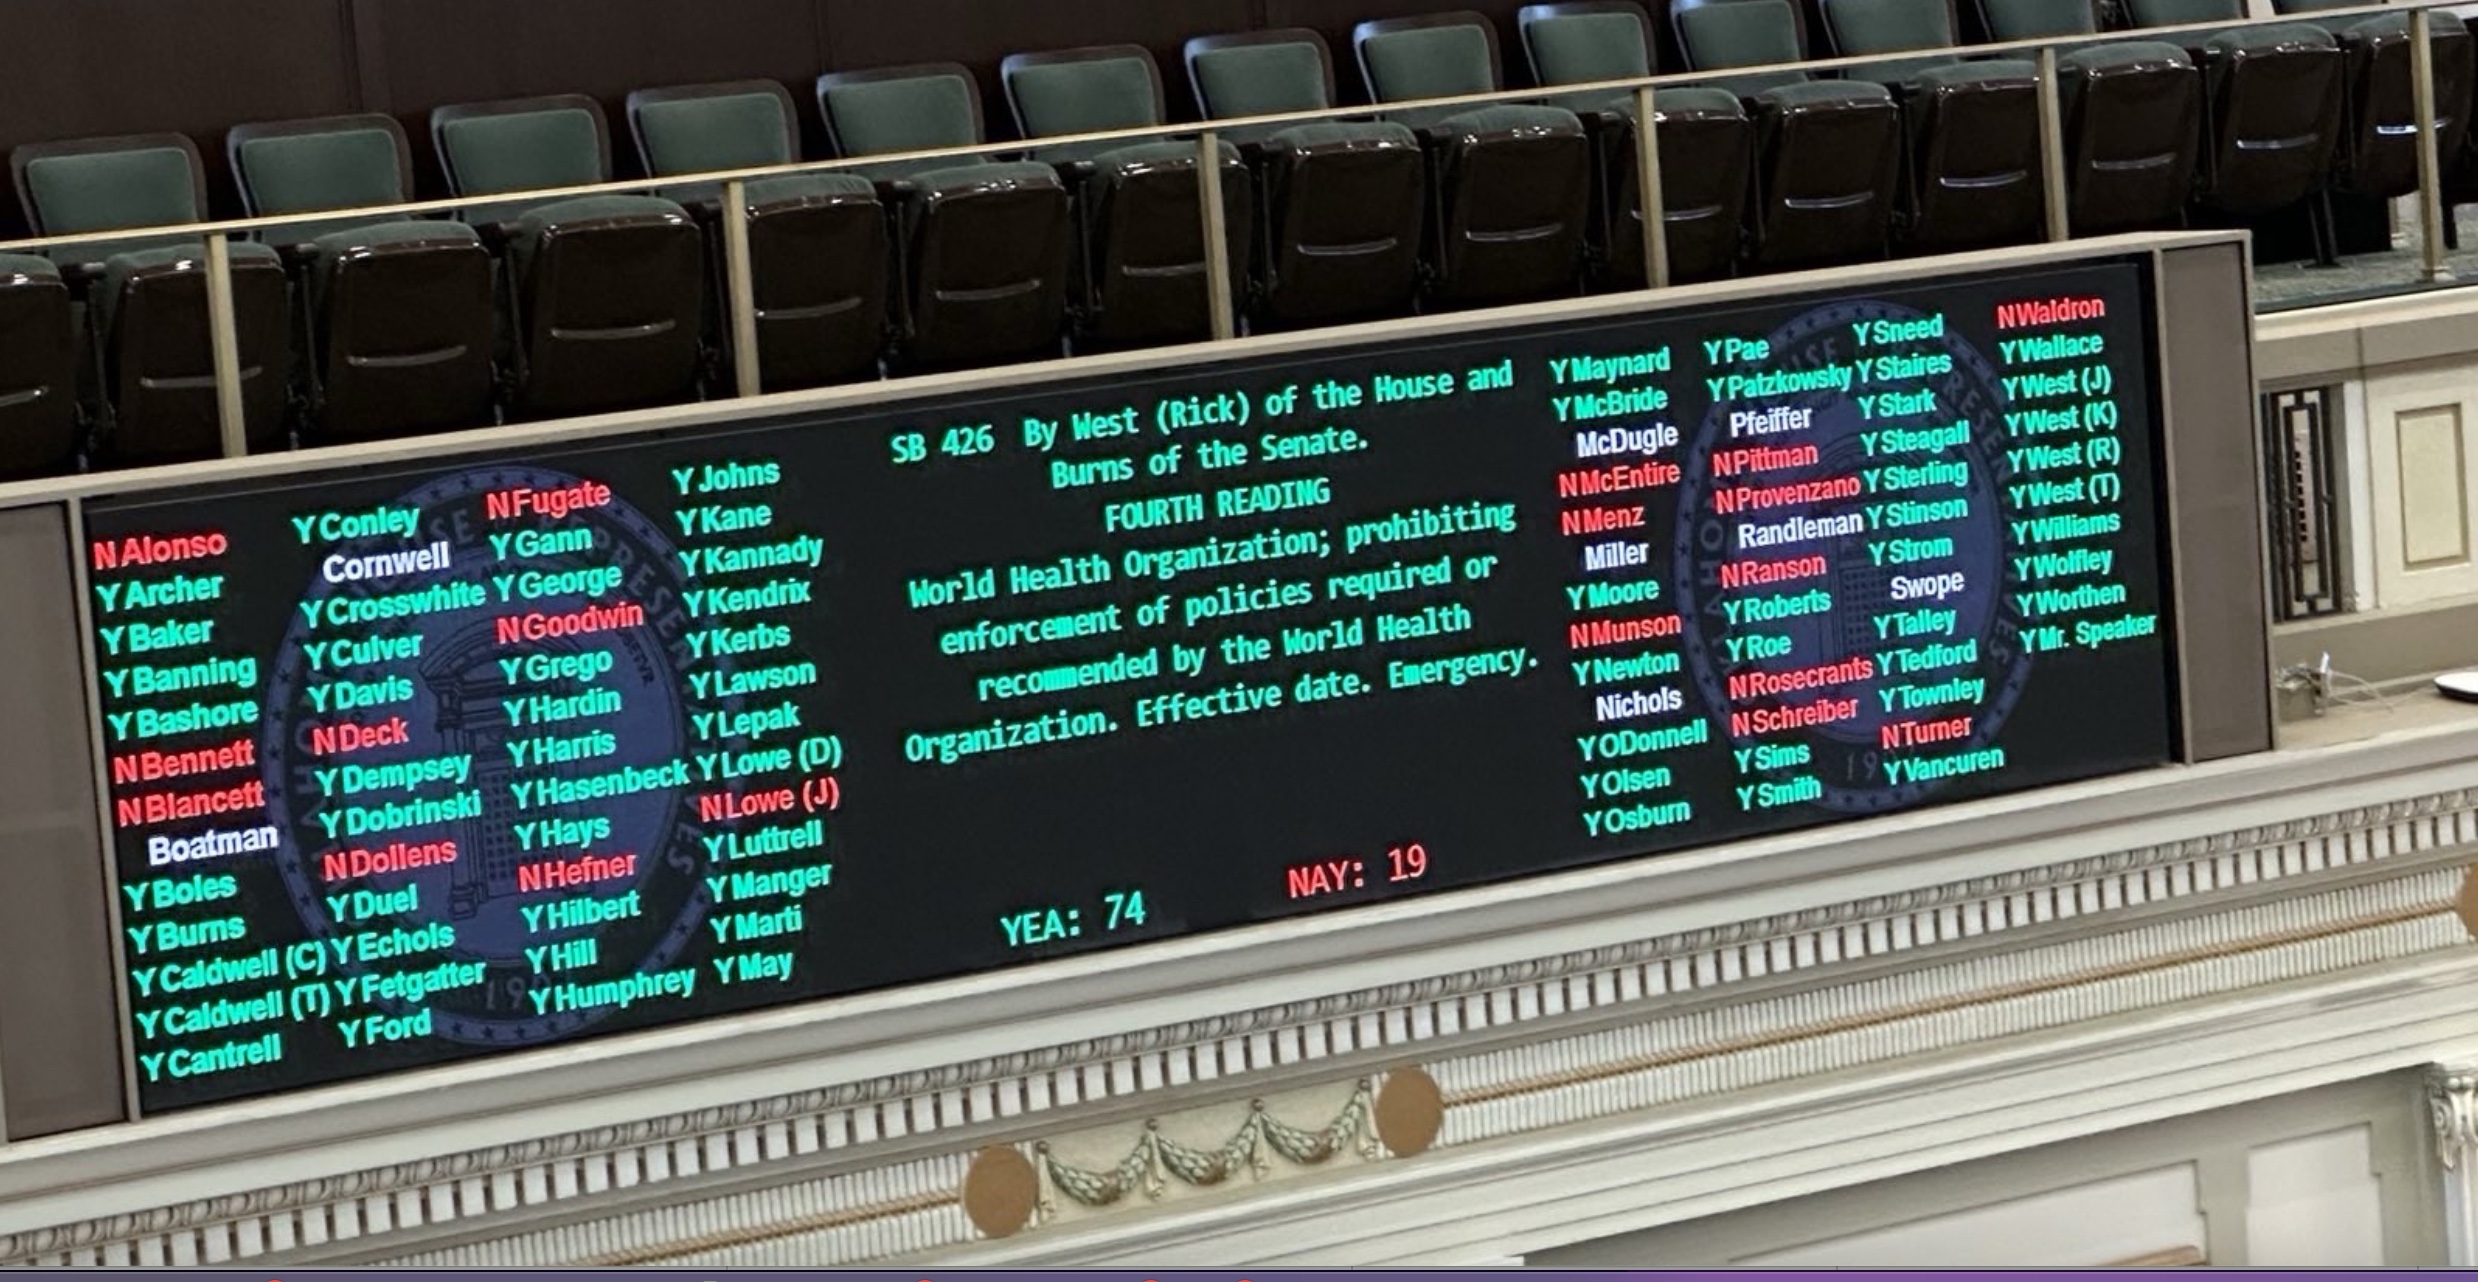 N Alonso
Y Archer
Y Baker
Y Banning
Y Bashore
N Bennett
N Blancett
Boatman
Y Boles
Y Burns
Y Caldwell (C)
Y Caldwell (T)
Y Cantrell
Y Conley
Cornwell
Y Crosswhite
Y Culver
Y Davis
N Deck
Y Dempsey
Y Dobrinski
N Dollens
Y Duel
Y Echols
Y Fetgatter
Y Ford
N Fugate
Y Gann
Y George
N Goodwin
Y Grego
Y Hardin
Y Harris
Y Hasenbeck
Y Hays
N Hefner
Y Hilbert
Y Hill
Y Humphrey
Y Johns
Y Kane
Y Kannady
Y Kendrix
Y Kerbs
Y Lawson
Y Lepak
Y Lowe (D)
N Lowe (J)
Y Luttrell
Y Manger
Y Marti
Y May
SB 426 By West (Rick) of the House and
Burns of the Senate.
FOURTH READING
World Health Organization; prohibiting
enforcement of policies required or
recommended by the World Health
Organization. Effective date. Emergency.
YEA: 74
NAY: 19
Y Maynard
Y McBride
McDugle
N McEntire
N Menz
Miller
Y Moore
N Munson
Y Newton
Nichols
Y ODonnell
Y Olsen
Y Osburn
Y Pae
Y Patzkowsky
Pfeiffer
N Pittman
N Provenzano
Randleman
N Ranson
Y Roberts
Y Roe
N Rosecrants
N Schreiber
Y Sims
Y Smith
Y Sneed
Y Staires
Y Stark
Y Steagall
Y Sterling
Y Stinson
Y Strom
Swope
Y Talley
Y Tedford
Y Townley
N Turner
Y Vancuren
N Waldron
Y Wallace
Y West (J)
Y West (K)
Y West (R)
Y West (T)
Y Williams
Y Wolfley
Y Worthen
Y Mr. Speaker